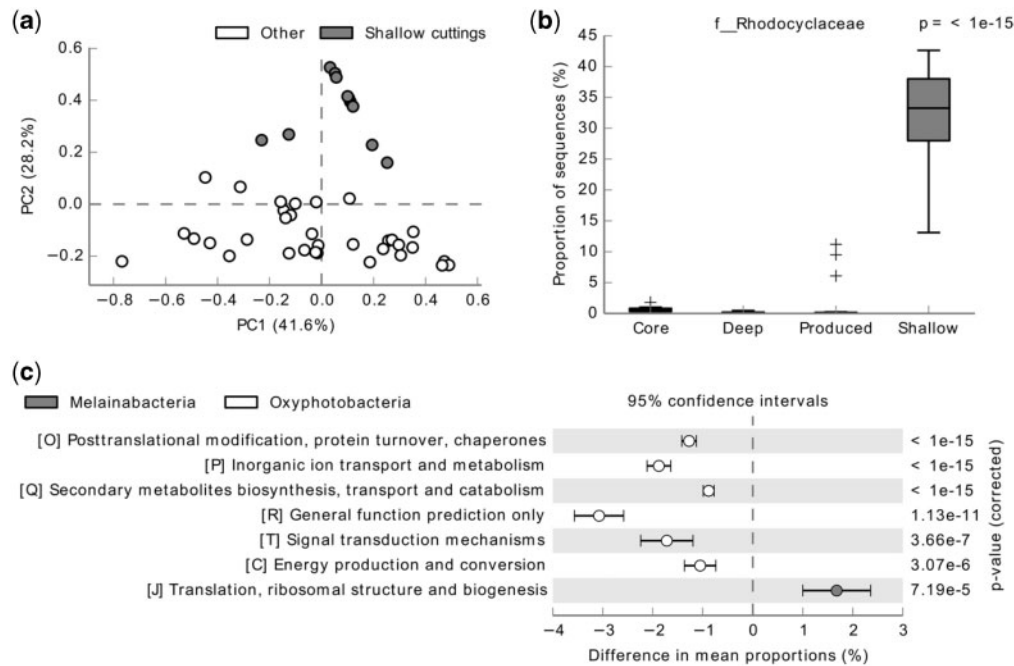 (a)
Other Shallow cuttings
0.6
0.4
0.2
0.0
−0.2
PC2 (28.2%)
−0.8 −0.6 −0.4 −0.2 0.0 0.2 0.4 0.6
PC1 (41.6%)
(b)
f__Rhodocyclaceae p = < 1e-15
45
40
35
30
25
20
15
10
5
0
Proportion of sequences (%)
Core Deep Produced Shallow
(c)
Melainabacteria Oxyphotobacteria
95% confidence intervals
[O] Posttranslational modification, protein turnover, chaperones < 1e-15
[P] Inorganic ion transport and metabolism < 1e-15
[Q] Secondary metabolites biosynthesis, transport and catabolism < 1e-15
[R] General function prediction only 1.13e-11
[T] Signal transduction mechanisms 3.66e-7
[C] Energy production and conversion 3.07e-6
[J] Translation, ribosomal structure and biogenesis 7.19e-5
p-value (corrected)
−4 −3 −2 −1 0 1 2 3
Difference in mean proportions (%)